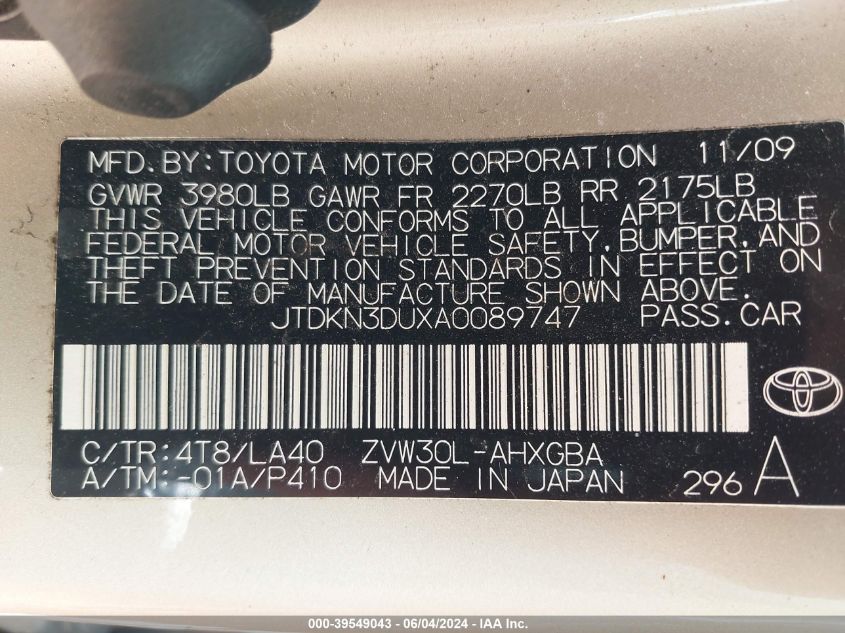 MFD.BY:TOYOTA MOTOR CORPORATION 11/09
GVWR 3980LB GAWR FR 2270LB RR 2175LB
THIS VEHICLE CONFORMS TO ALL APPLICABLE
FEDERAL MOTOR VEHICLE SAFETY,BUMPER,AND
THEFT PREVENTION STANDARDS IN EFFECT ON
THE DATE OF MANUFACTURE SHOWN ABOVE.
JTDKN3DUXA0089747 PASS.CAR
C/TR:4T8/LA40 ZVW30L-AHXGBA
A/TM:-01A/P410 MADE IN JAPAN 296 A
000-39549043 - 06/04/2024 - IAA Inc.